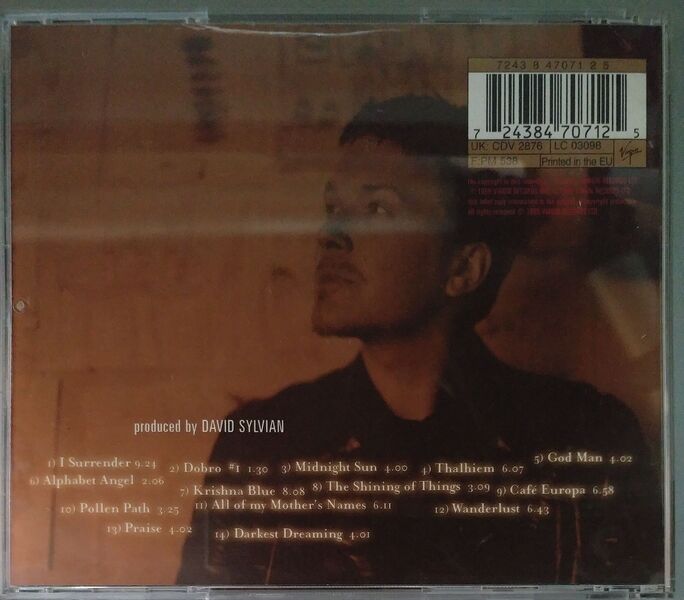 7243 8 47071 2 5
7 24384 70712 5
UK: CDV 2876 LC 03098 Virgin
F:PM 538 Printed in the EU
produced by DAVID SYLVIAN
1) I Surrender 9.24 2) Dobro #1 1.30 3) Midnight Sun 4.00 4) Thalhiem 6.07 5) God Man 4.02
6) Alphabet Angel 2.06 7) Krishna Blue 8.08 8) The Shining of Things 3.09 9) Café Europa 6.58
10) Pollen Path 3.25 11) All of my Mother's Names 6.11 12) Wanderlust 6.43
13) Praise 4.02 14) Darkest Dreaming 4.01